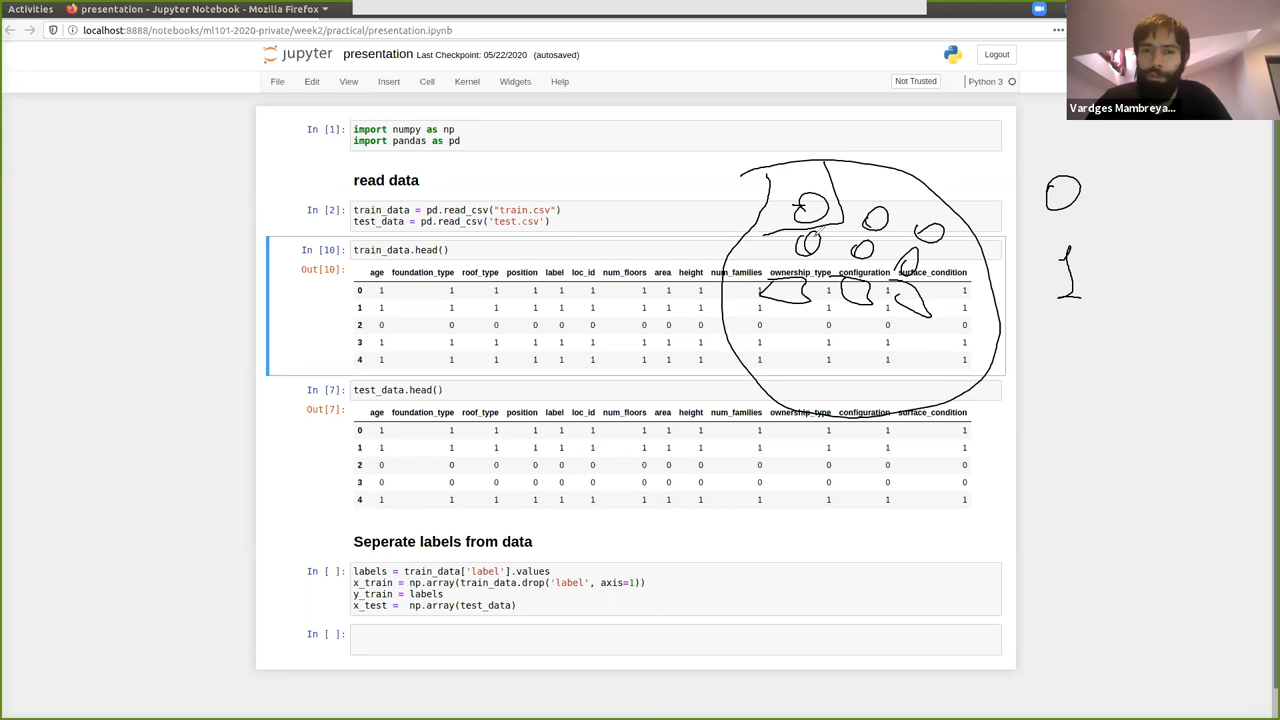 Activities presentation - Jupyter Notebook - Mozilla Firefox
localhost:8888/notebooks/ml101-2020-private/week2/practical/presentation.ipynb
jupyter presentation Last Checkpoint: 05/22/2020 (autosaved) Logout
File Edit View Insert Cell Kernel Widgets Help Not Trusted Python 3
Vardges Mambreya...
In [1]: import numpy as np
import pandas as pd
read data
In [2]: train_data = pd.read_csv("train.csv")
test_data = pd.read_csv('test.csv')
0
1
In [10]: train_data.head()
Out[10]: age foundation_type roof_type position label loc_id num_floors area height num_families ownership_type configuration surface_condition
0 1 1 1 1 1 1 1 1 1 1 1 1 1
1 1 1 1 1 1 1 1 1 1 1 1 1 1
2 0 0 0 0 0 0 0 0 0 0 0 0 0
3 1 1 1 1 1 1 1 1 1 1 1 1 1
4 1 1 1 1 1 1 1 1 1 1 1 1 1
In [7]: test_data.head()
Out[7]: age foundation_type roof_type position label loc_id num_floors area height num_families ownership_type configuration surface_condition
0 1 1 1 1 1 1 1 1 1 1 1 1 1
1 1 1 1 1 1 1 1 1 1 1 1 1 1
2 0 0 0 0 0 0 0 0 0 0 0 0 0
3 0 0 0 0 0 0 0 0 0 0 0 0 0
4 1 1 1 1 1 1 1 1 1 1 1 1 1
Seperate labels from data
In [ ]: labels = train_data['label'].values
x_train = np.array(train_data.drop('label', axis=1))
y_train = labels
x_test = np.array(test_data)
In [ ]: